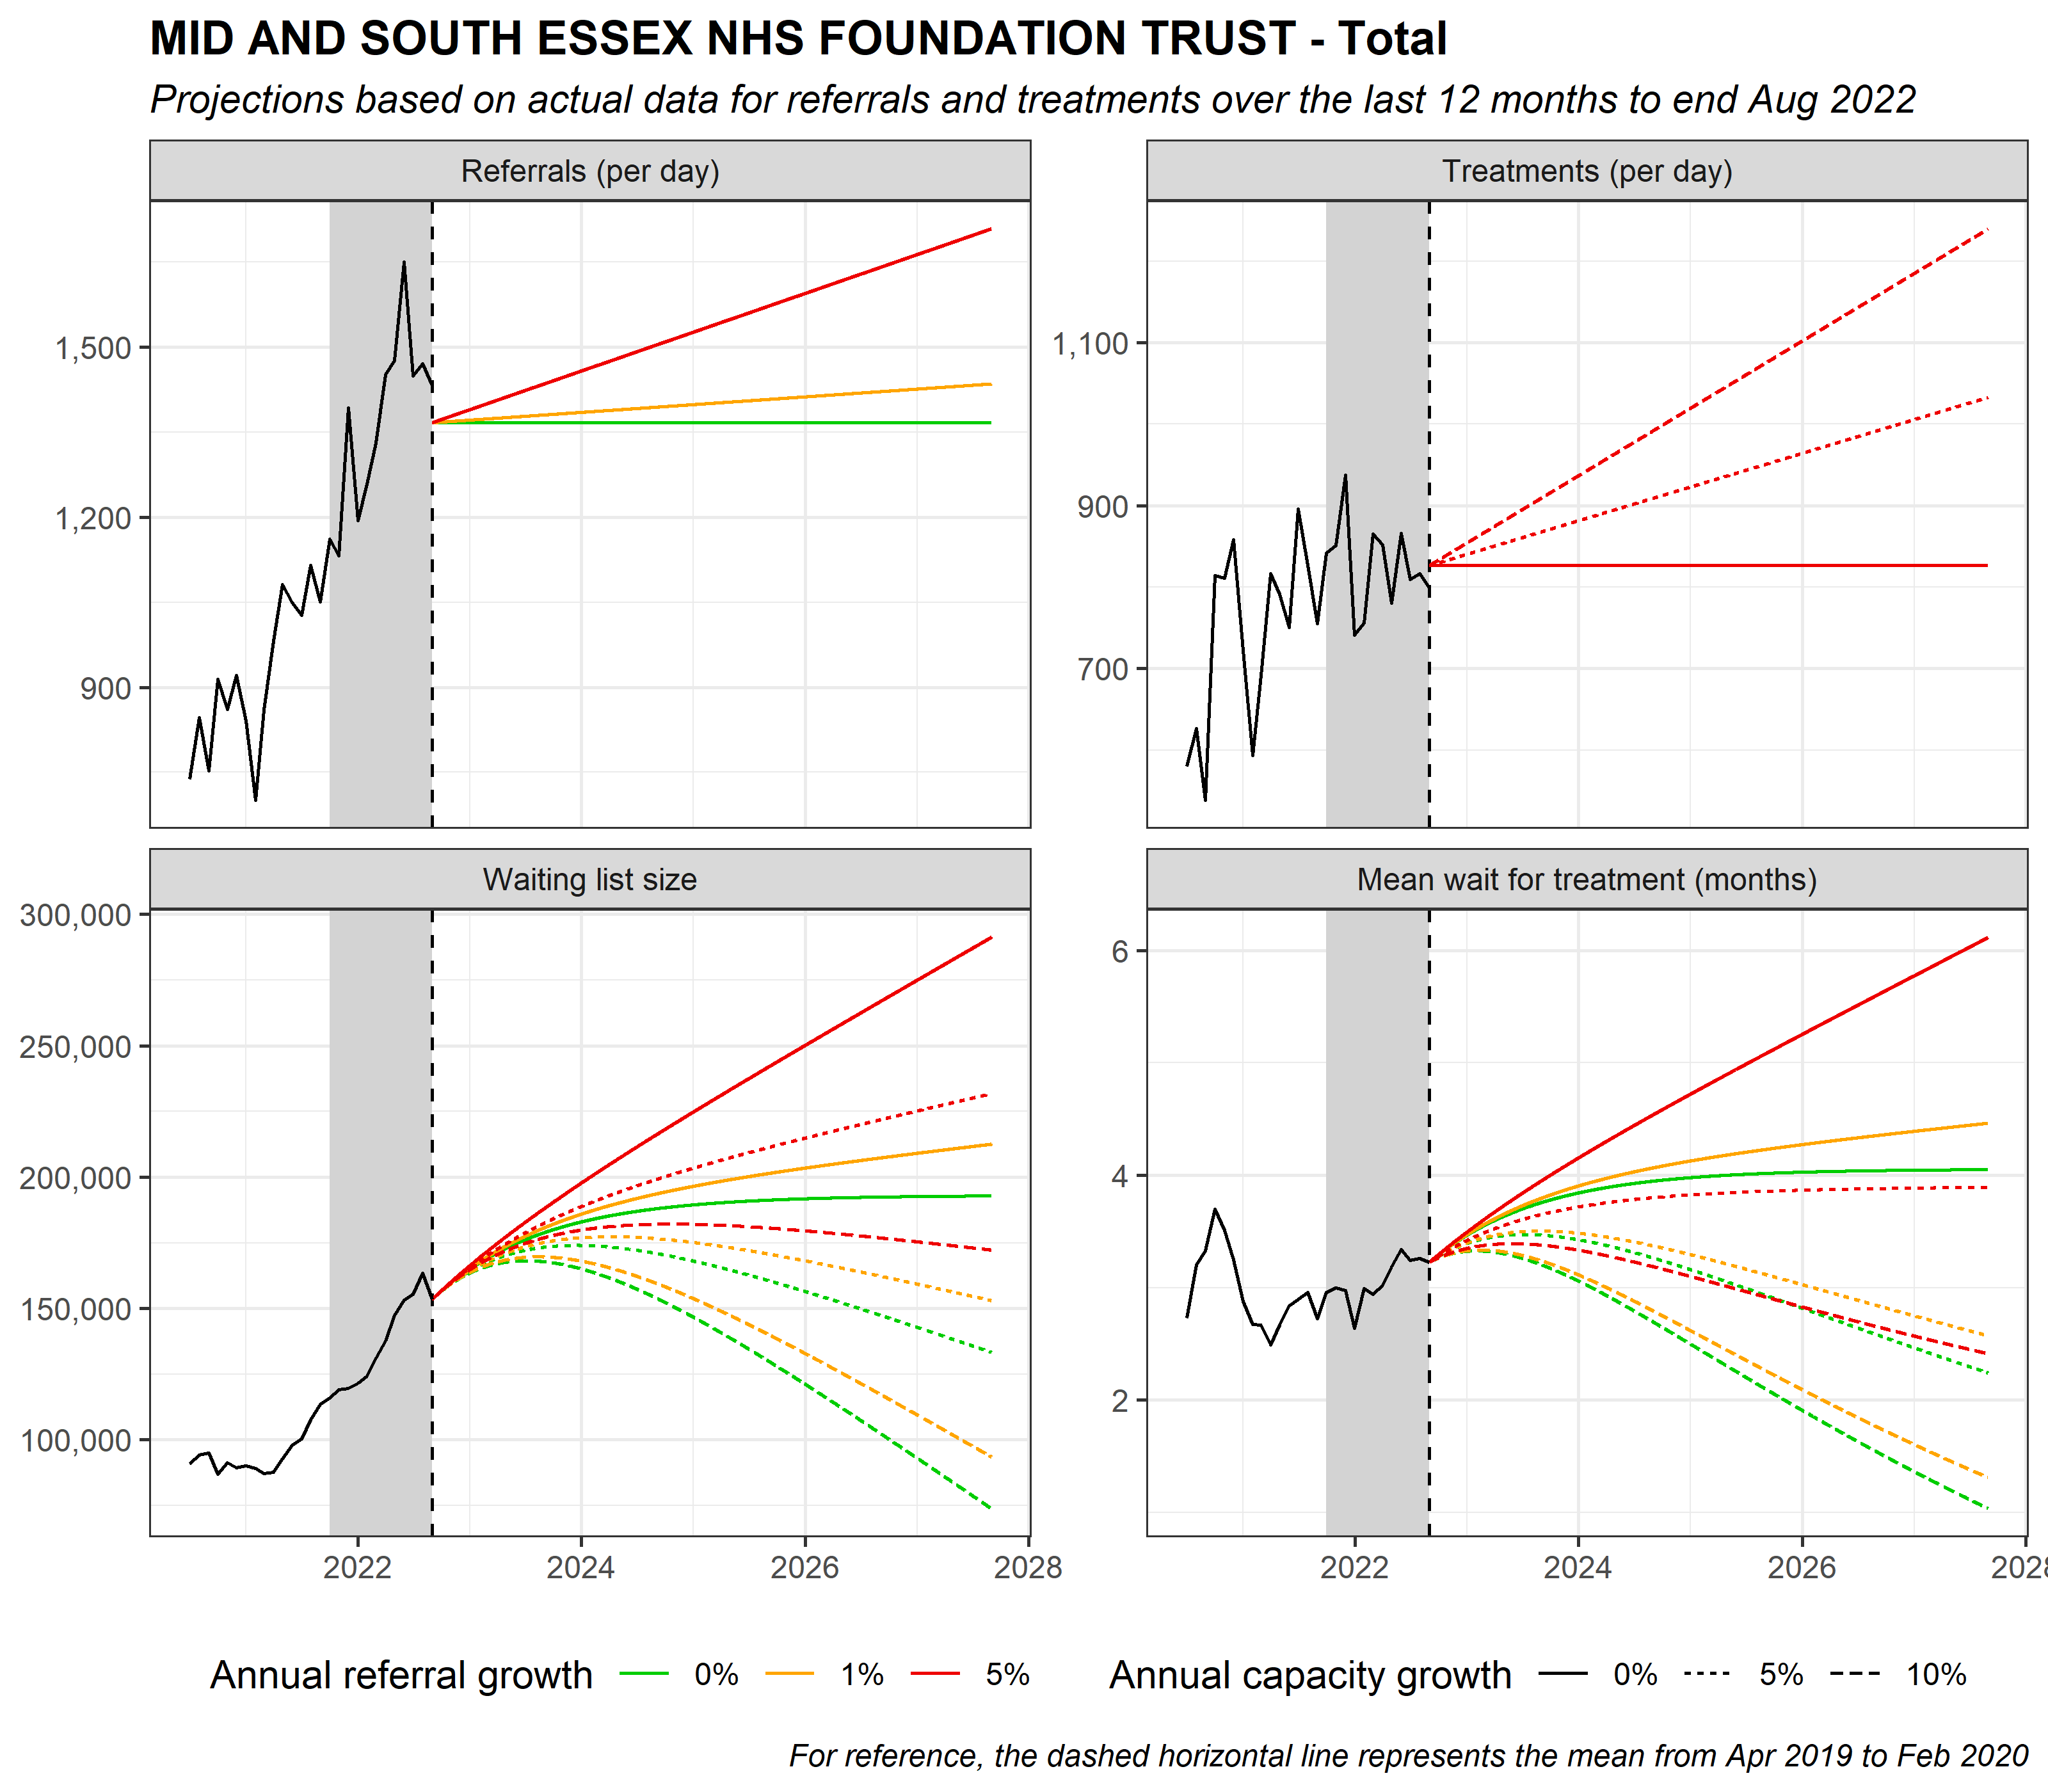 MID AND SOUTH ESSEX NHS FOUNDATION TRUST - Total
Projections based on actual data for referrals and treatments over the last 12 months to end Aug 2022
Referrals (per day)
1,500
1,200
900
Treatments (per day)
1,100
900
700
Waiting list size
300,000
250,000
200,000
150,000
100,000
2022 2024 2026 2028
Mean wait for treatment (months)
6
4
2
2022 2024 2026 2028
Annual referral growth 0% 1% 5%
Annual capacity growth 0% 5% 10%
For reference, the dashed horizontal line represents the mean from Apr 2019 to Feb 2020